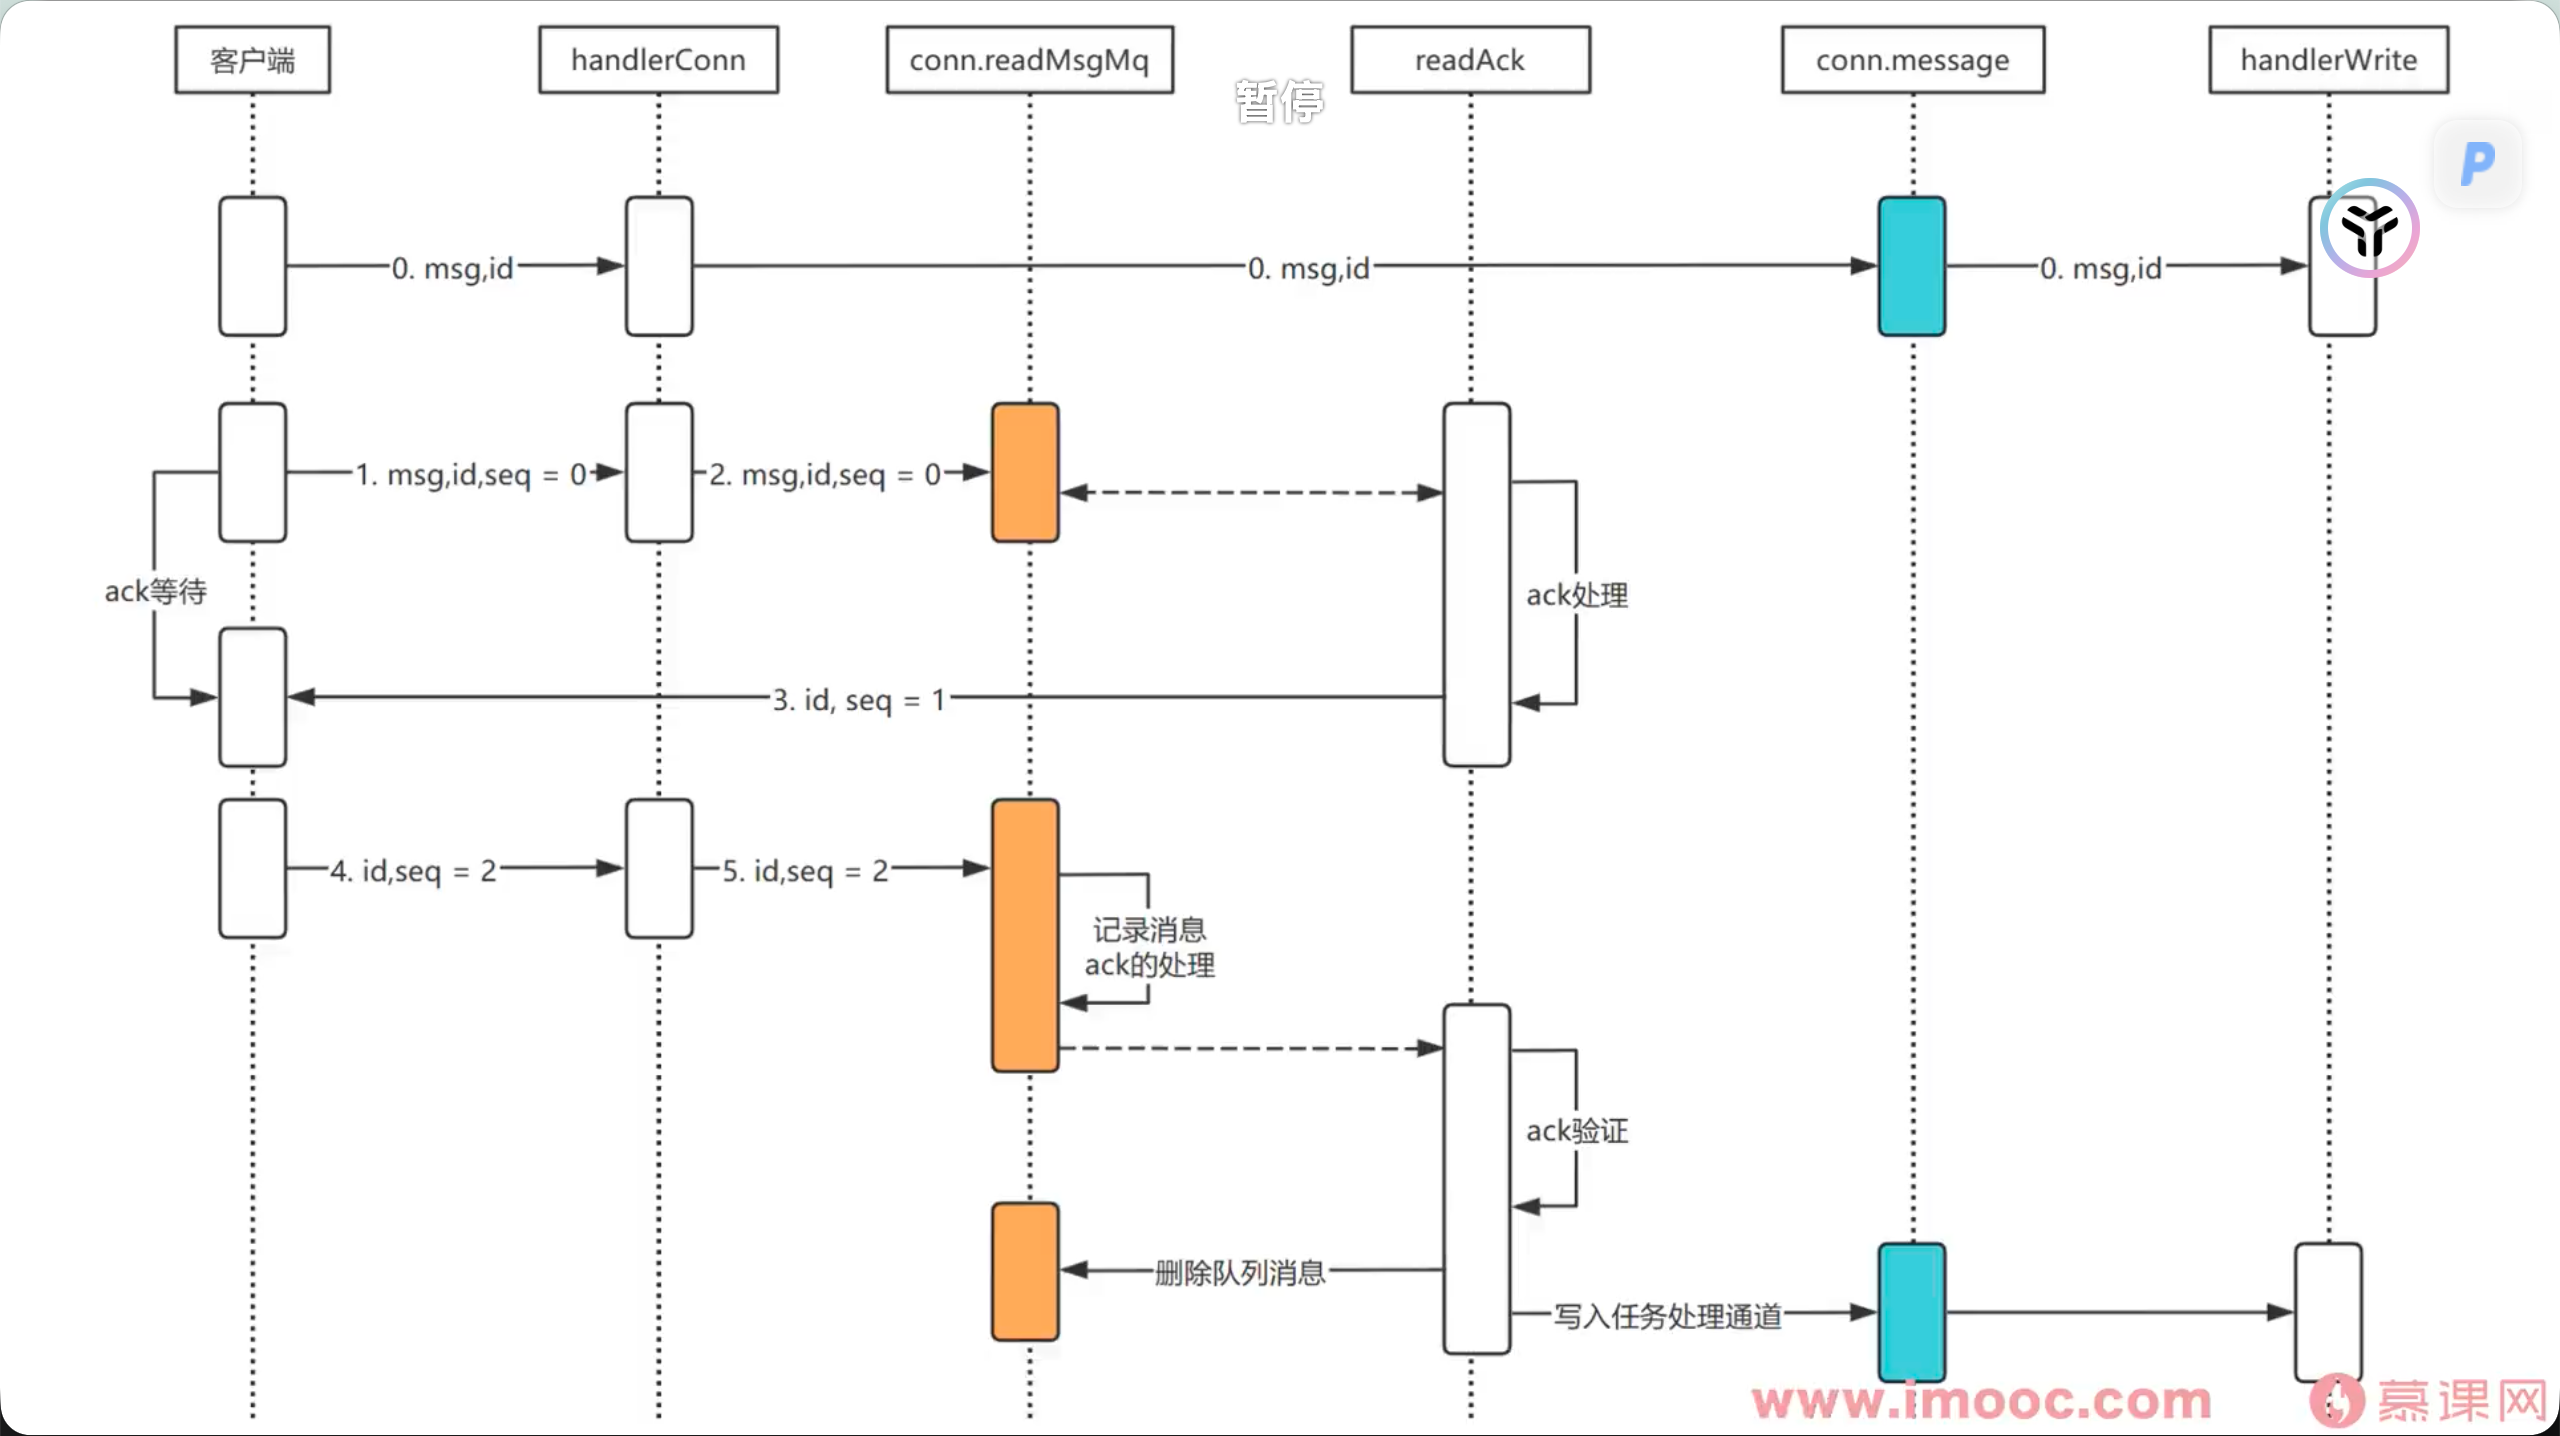 客户端
handlerConn
conn.readMsgMq
readAck
conn.message
handlerWrite
暂停
P
0. msg,id
0. msg,id
0. msg,id
1. msg,id,seq = 0
2. msg,id,seq = 0
ack等待
ack处理
3. id, seq = 1
4. id,seq = 2
5. id,seq = 2
记录消息
ack的处理
ack验证
删除队列消息
写入任务处理通道
www.imooc.com
慕课网